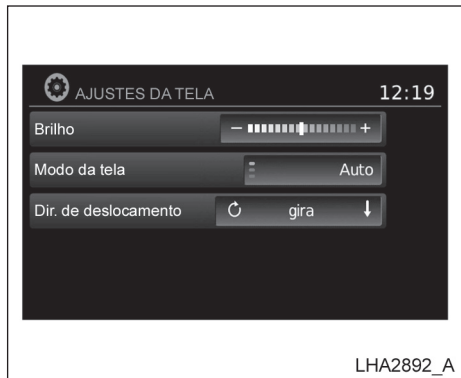 AJUSTES DA TELA 12:19
Brilho − +
Modo da tela Auto
Dir. de deslocamento gira
LHA2892_A